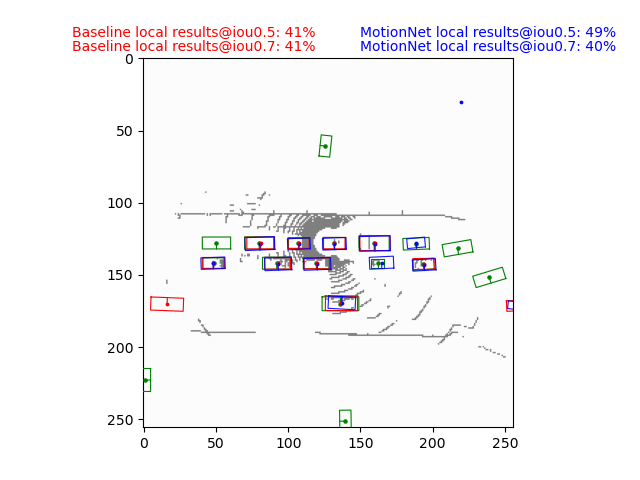 Baseline local results@iou0.5: 41%
MotionNet local results@iou0.5: 49%
Baseline local results@iou0.7: 41%
MotionNet local results@iou0.7: 40%
0
50
100
150
200
250
0 50 100 150 200 250